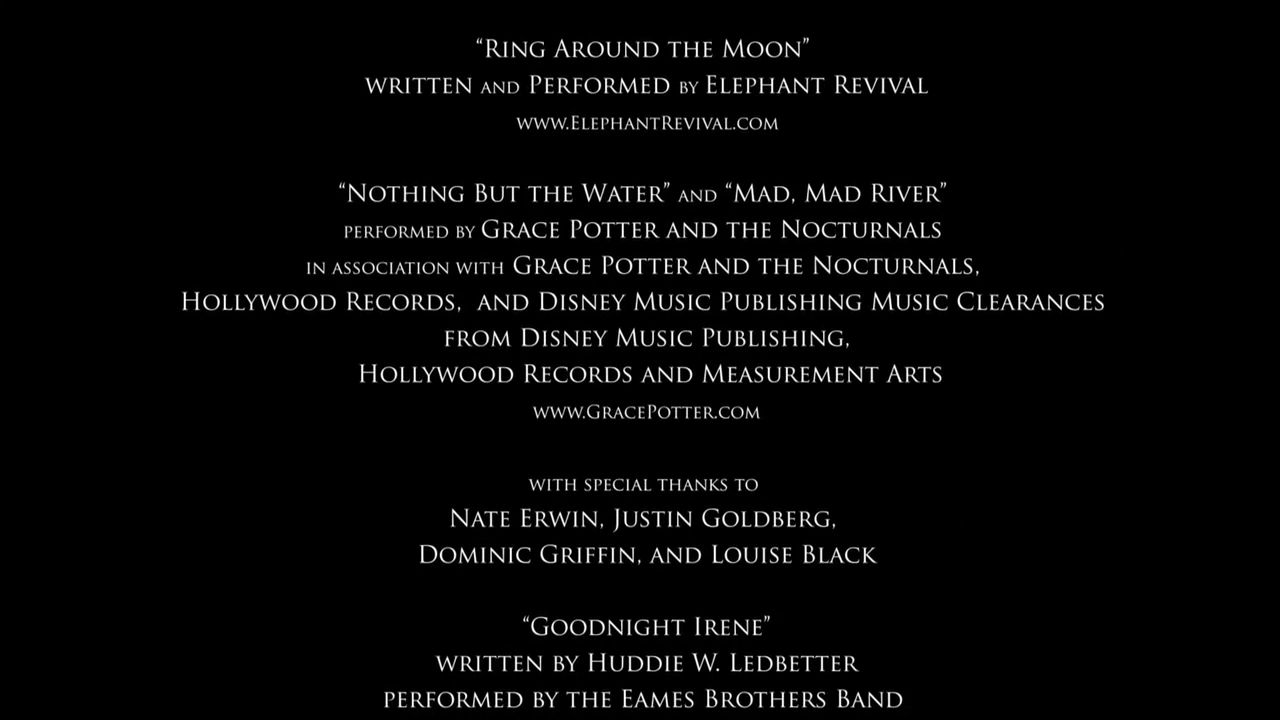 “Ring Around the Moon”
written and Performed by Elephant Revival
www.ElephantRevival.com
“Nothing But the Water” and “Mad, Mad River”
performed by Grace Potter and the Nocturnals
in association with Grace Potter and the Nocturnals,
Hollywood Records, and Disney Music Publishing Music Clearances
from Disney Music Publishing,
Hollywood Records and Measurement Arts
www.GracePotter.com
with special thanks to
Nate Erwin, Justin Goldberg,
Dominic Griffin, and Louise Black
“Goodnight Irene”
written by Huddie W. Ledbetter
performed by the Eames Brothers Band